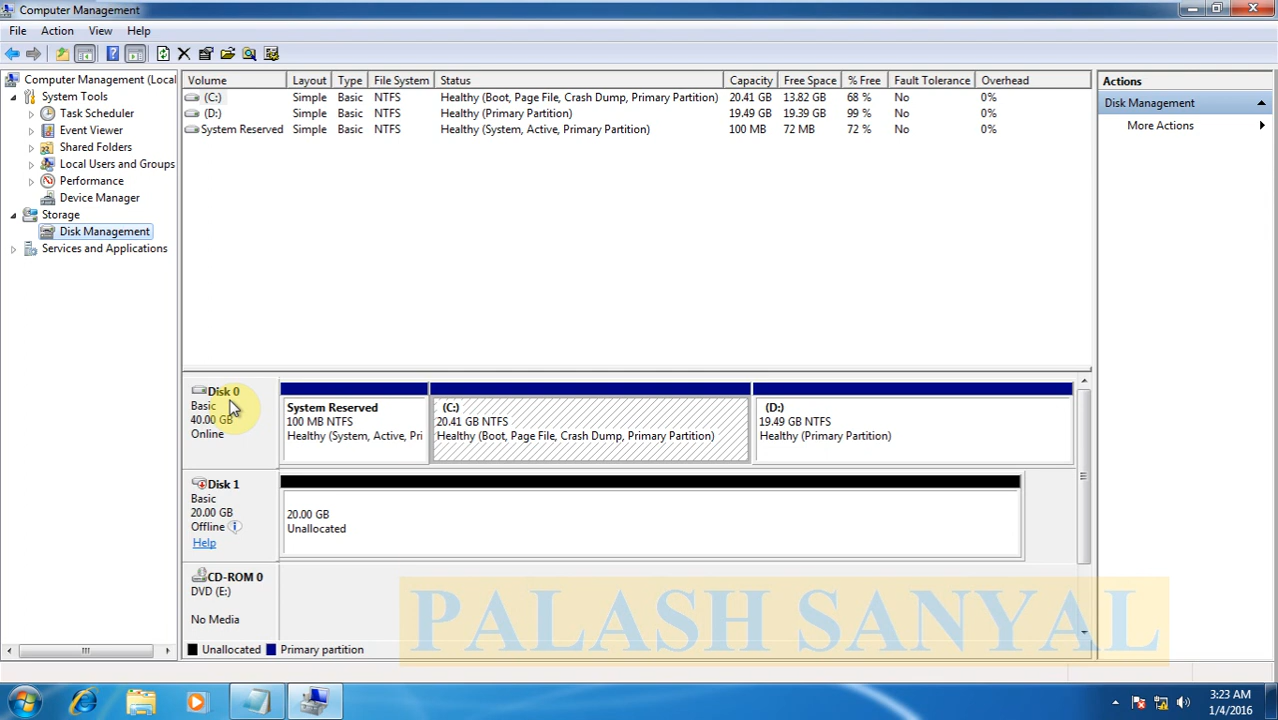 Computer Management
File Action View Help
Computer Management (Local
System Tools
Task Scheduler
Event Viewer
Shared Folders
Local Users and Groups
Performance
Device Manager
Storage
Disk Management
Services and Applications
Volume Layout Type File System Status Capacity Free Space % Free Fault Tolerance Overhead
(C:) Simple Basic NTFS Healthy (Boot, Page File, Crash Dump, Primary Partition) 20.41 GB 13.82 GB 68 % No 0%
(D:) Simple Basic NTFS Healthy (Primary Partition) 19.49 GB 19.39 GB 99 % No 0%
System Reserved Simple Basic NTFS Healthy (System, Active, Primary Partition) 100 MB 72 MB 72 % No 0%
Disk 0
Basic
40.00 GB
Online
System Reserved
100 MB NTFS
Healthy (System, Active, Pri
(C:)
20.41 GB NTFS
Healthy (Boot, Page File, Crash Dump, Primary Partition)
(D:)
19.49 GB NTFS
Healthy (Primary Partition)
Disk 1
Basic
20.00 GB
Offline
Help
20.00 GB
Unallocated
CD-ROM 0
DVD (E:)
No Media
Unallocated Primary partition
Actions
Disk Management
More Actions
PALASH SANYAL
3:23 AM
1/4/2016